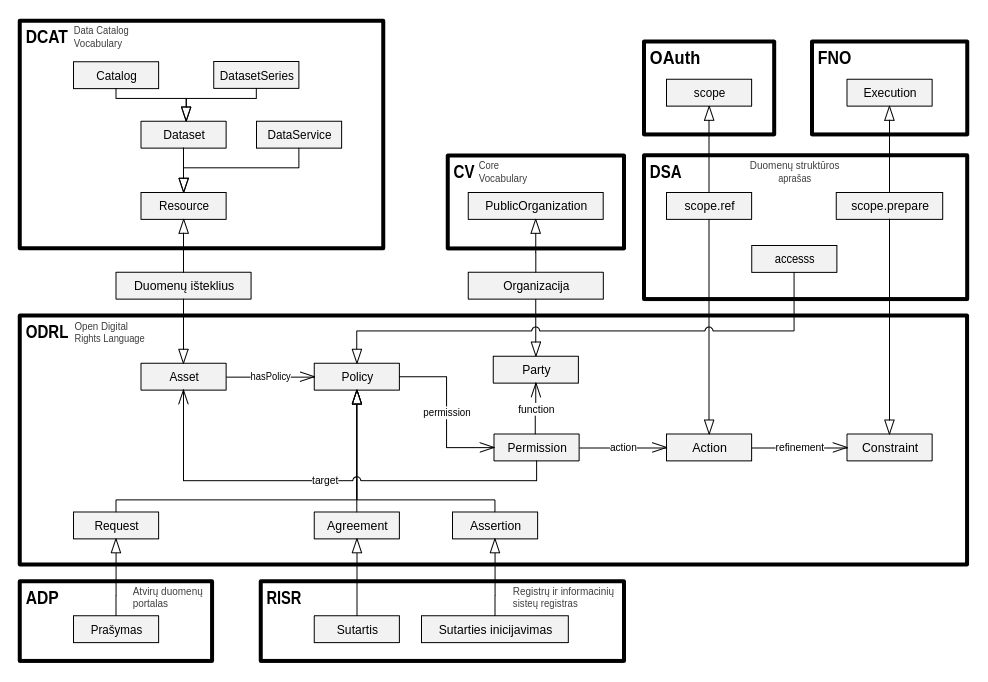 DCAT
Data Catalog
Vocabulary
Catalog
DatasetSeries
Dataset
DataService
Resource
OAuth
scope
FNO
Execution
CV
Core
Vocabulary
PublicOrganization
DSA
Duomenų struktūros
aprašas
scope.ref
scope.prepare
accesss
Duomenų išteklius
Organizacija
ODRL
Open Digital
Rights Language
Asset
hasPolicy
Policy
Party
permission
function
Permission
action
Action
refinement
Constraint
target
Request
Agreement
Assertion
ADP
Atvirų duomenų
portalas
Prašymas
RISR
Registrų ir informacinių
sisteų registras
Sutartis
Sutarties inicijavimas